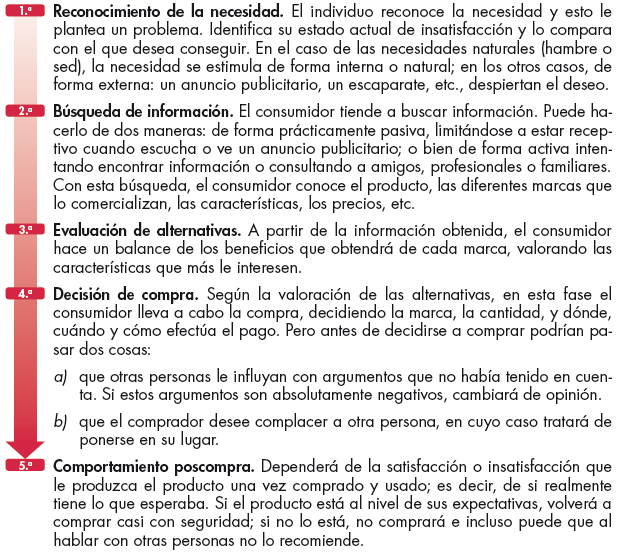 1.ª Reconocimiento de la necesidad. El individuo reconoce la necesidad y esto le
plantea un problema. Identifica su estado actual de insatisfacción y lo compara
con el que desea conseguir. En el caso de las necesidades naturales (hambre o
sed), la necesidad se estimula de forma interna o natural; en los otros casos, de
forma externa: un anuncio publicitario, un escaparate, etc., despiertan el deseo.
2.ª Búsqueda de información. El consumidor tiende a buscar información. Puede ha-
cerlo de dos maneras: de forma prácticamente pasiva, limitándose a estar recep-
tivo cuando escucha o ve un anuncio publicitario; o bien de forma activa inten-
tando encontrar información o consultando a amigos, profesionales o familiares.
Con esta búsqueda, el consumidor conoce el producto, las diferentes marcas que
lo comercializan, las características, los precios, etc.
3.ª Evaluación de alternativas. A partir de la información obtenida, el consumidor
hace un balance de los beneficios que obtendrá de cada marca, valorando las
características que más le interesen.
4.ª Decisión de compra. Según la valoración de las alternativas, en esta fase el
consumidor lleva a cabo la compra, decidiendo la marca, la cantidad, y dónde,
cuándo y cómo efectúa el pago. Pero antes de decidirse a comprar podrían pa-
sar dos cosas:
a) que otras personas le influyan con argumentos que no había tenido en cuen-
ta. Si estos argumentos son absolutamente negativos, cambiará de opinión.
b) que el comprador desee complacer a otra persona, en cuyo caso tratará de
ponerse en su lugar.
5.ª Comportamiento poscompra. Dependerá de la satisfacción o insatisfacción que
le produzca el producto una vez comprado y usado; es decir, de si realmente
tiene lo que esperaba. Si el producto está al nivel de sus expectativas, volverá a
comprar casi con seguridad; si no lo está, no comprará e incluso puede que al
hablar con otras personas no lo recomiende.